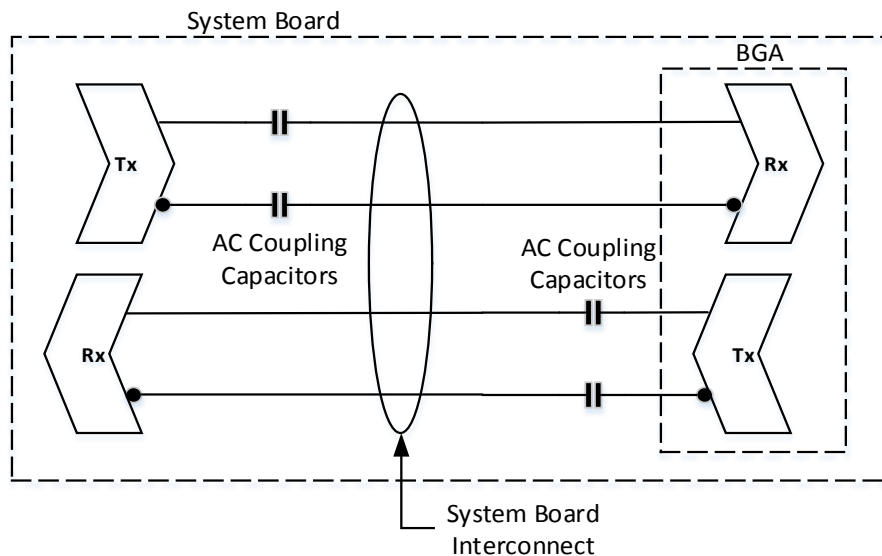 System Board
BGA
Tx
Rx
AC Coupling
Capacitors
AC Coupling
Capacitors
Rx
Tx
System Board
Interconnect